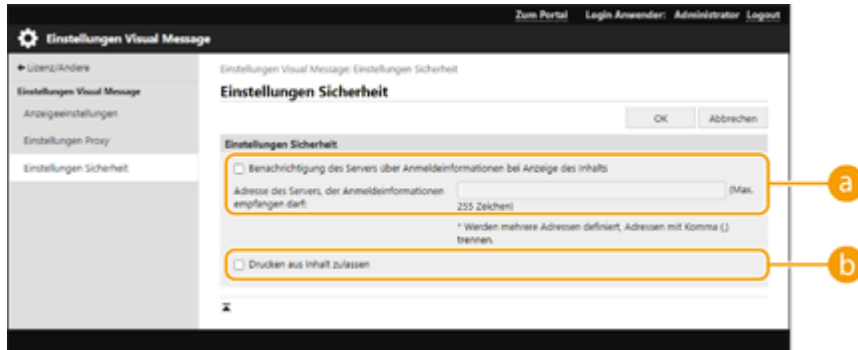 Zum Portal Login Anwender: Administrator Logout
Einstellungen Visual Message
Lizenz/Andere
Einstellungen Visual Message
Anzeigeeinstellungen
Einstellungen Proxy
Einstellungen Sicherheit
Einstellungen Visual Message: Einstellungen Sicherheit
Einstellungen Sicherheit
OK Abbrechen
Einstellungen Sicherheit
Benachrichtigung des Servers über Anmeldeinformationen bei Anzeige des Inhalts
Adresse des Servers, der Anmeldeinformationen (Max.
empfangen darf: 255 Zeichen)
* Werden mehrere Adressen definiert, Adressen mit Komma (,)
trennen.
Drucken aus Inhalt zulassen
a
b